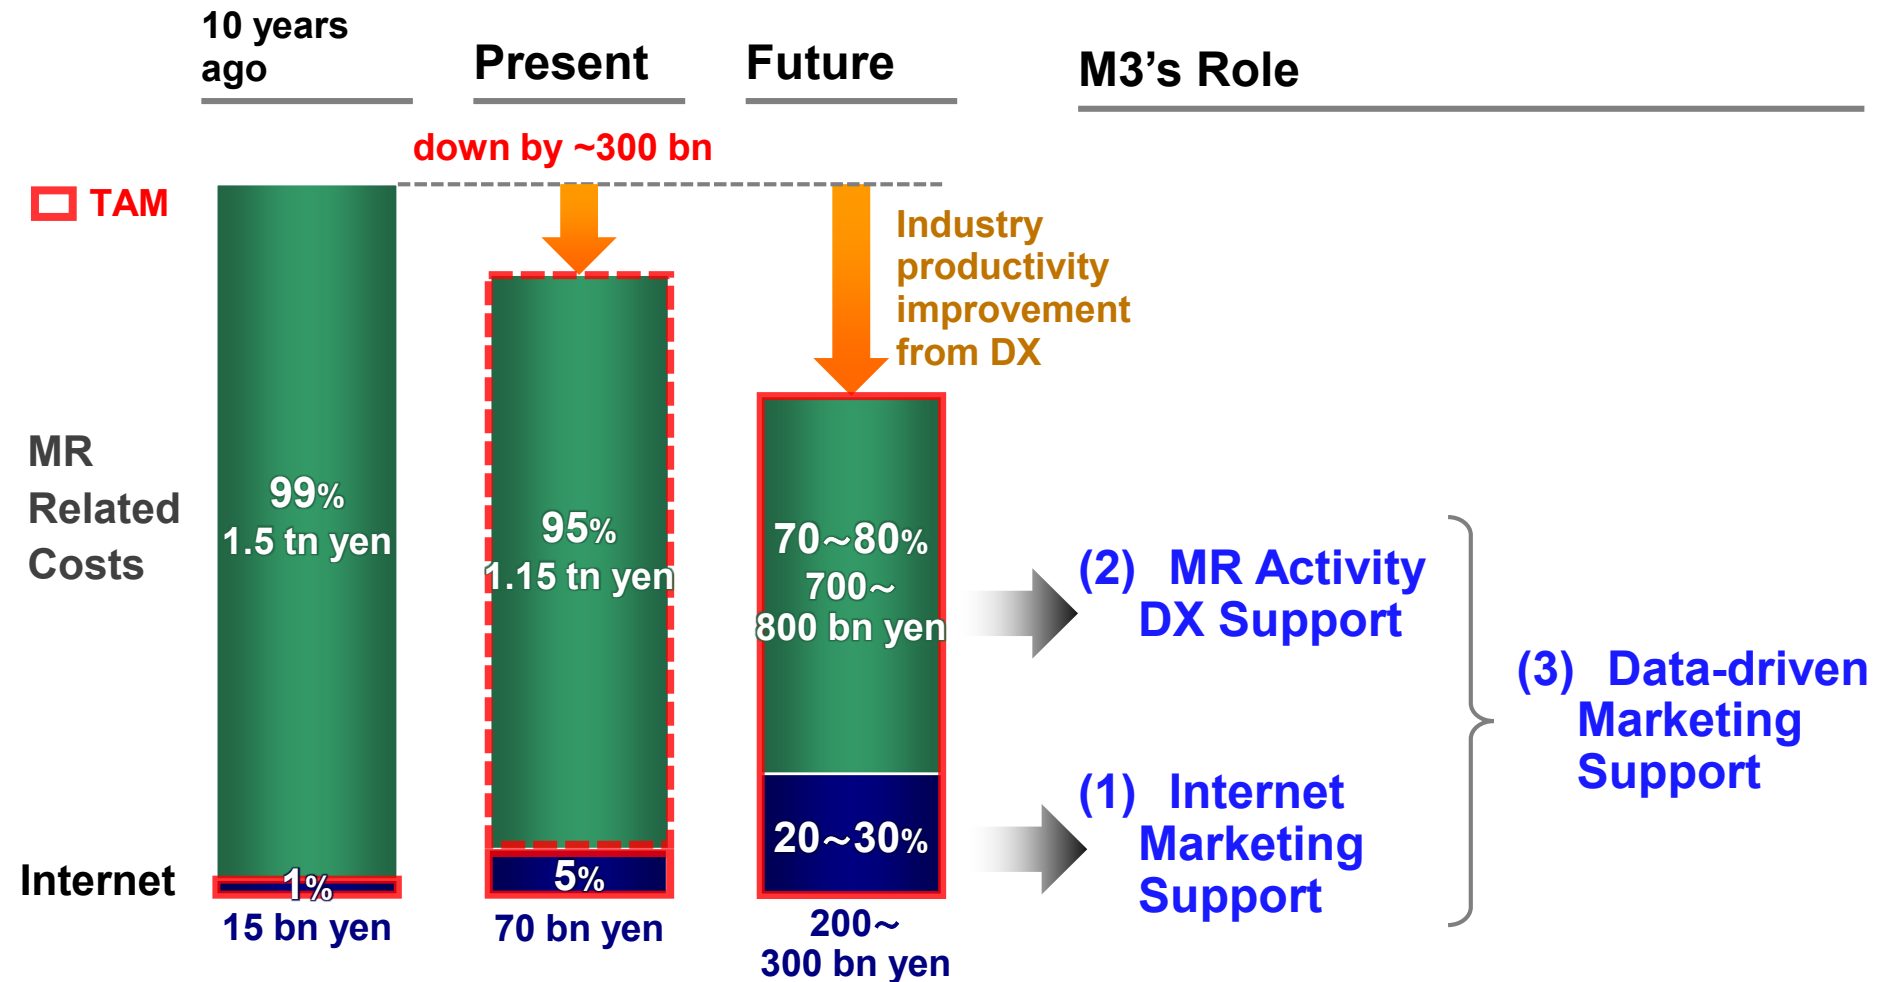 10 years
ago
Present
Future
M3's Role
down by ~300 bn
TAM
Industry
productivity
improvement
from DX
MR
Related
Costs
99%
1.5 tn yen
95%
1.15 tn yen
70～80%
700～
800 bn yen
(2) MR Activity
DX Support
(3) Data-driven
Marketing
Support
(1) Internet
Marketing
Support
Internet
1%
5%
20～30%
15 bn yen
70 bn yen
200～
300 bn yen